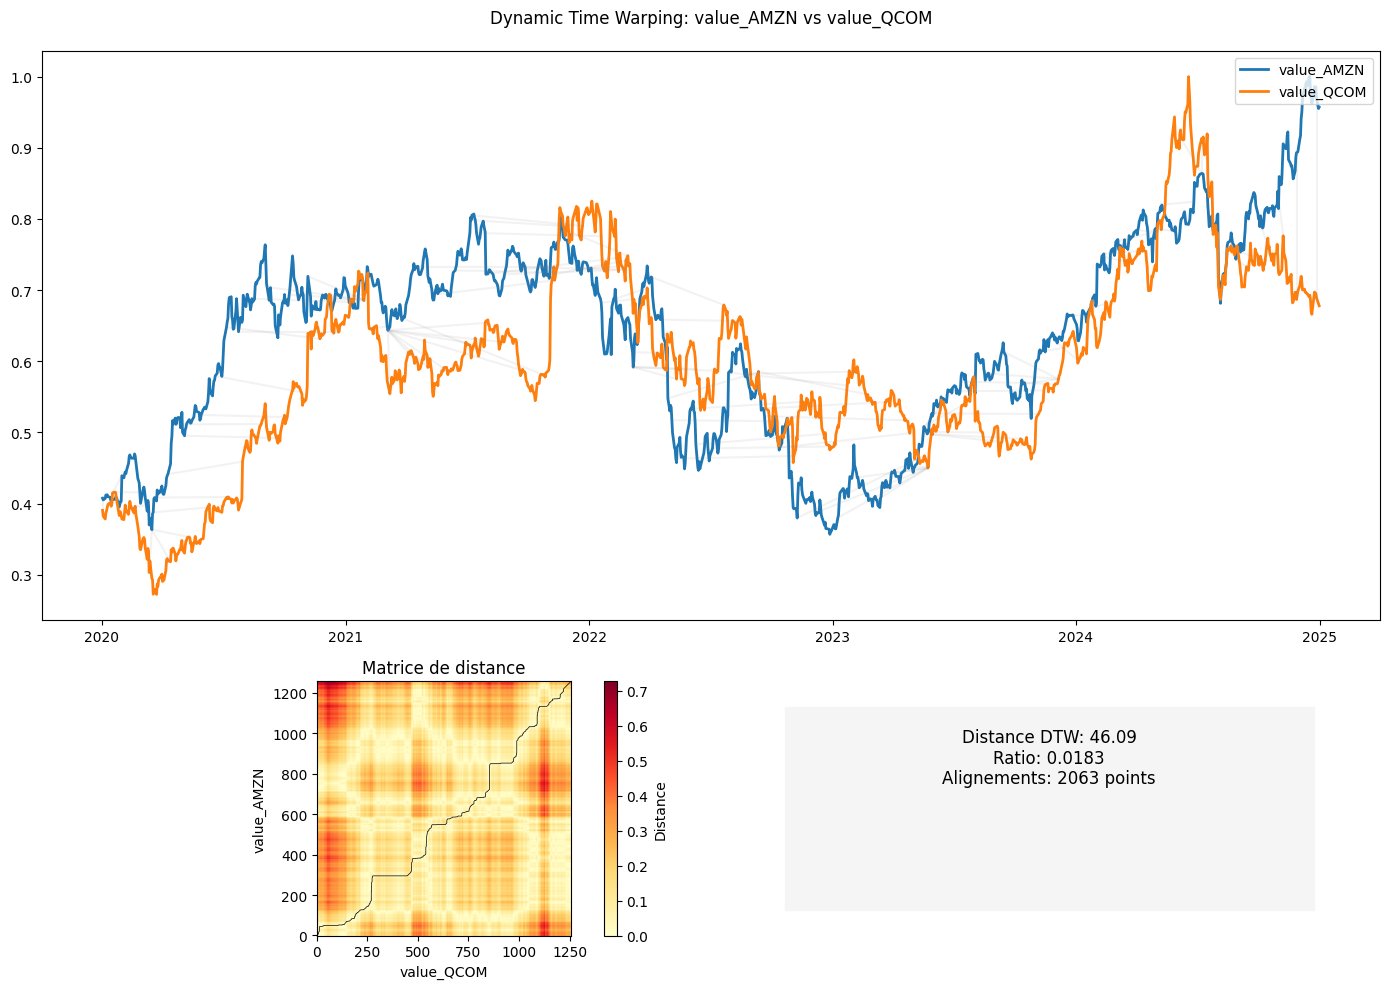 Dynamic Time Warping: value_AMZN vs value_QCOM
value_AMZN
value_QCOM
1.0
0.9
0.8
0.7
0.6
0.5
0.4
0.3
2020 2021 2022 2023 2024 2025
Matrice de distance
value_AMZN
1200
1000
800
600
400
200
0
0 250 500 750 1000 1250
value_QCOM
0.7
0.6
0.5
0.4
0.3
0.2
0.1
0.0
Distance
Distance DTW: 46.09
Ratio: 0.0183
Alignements: 2063 points